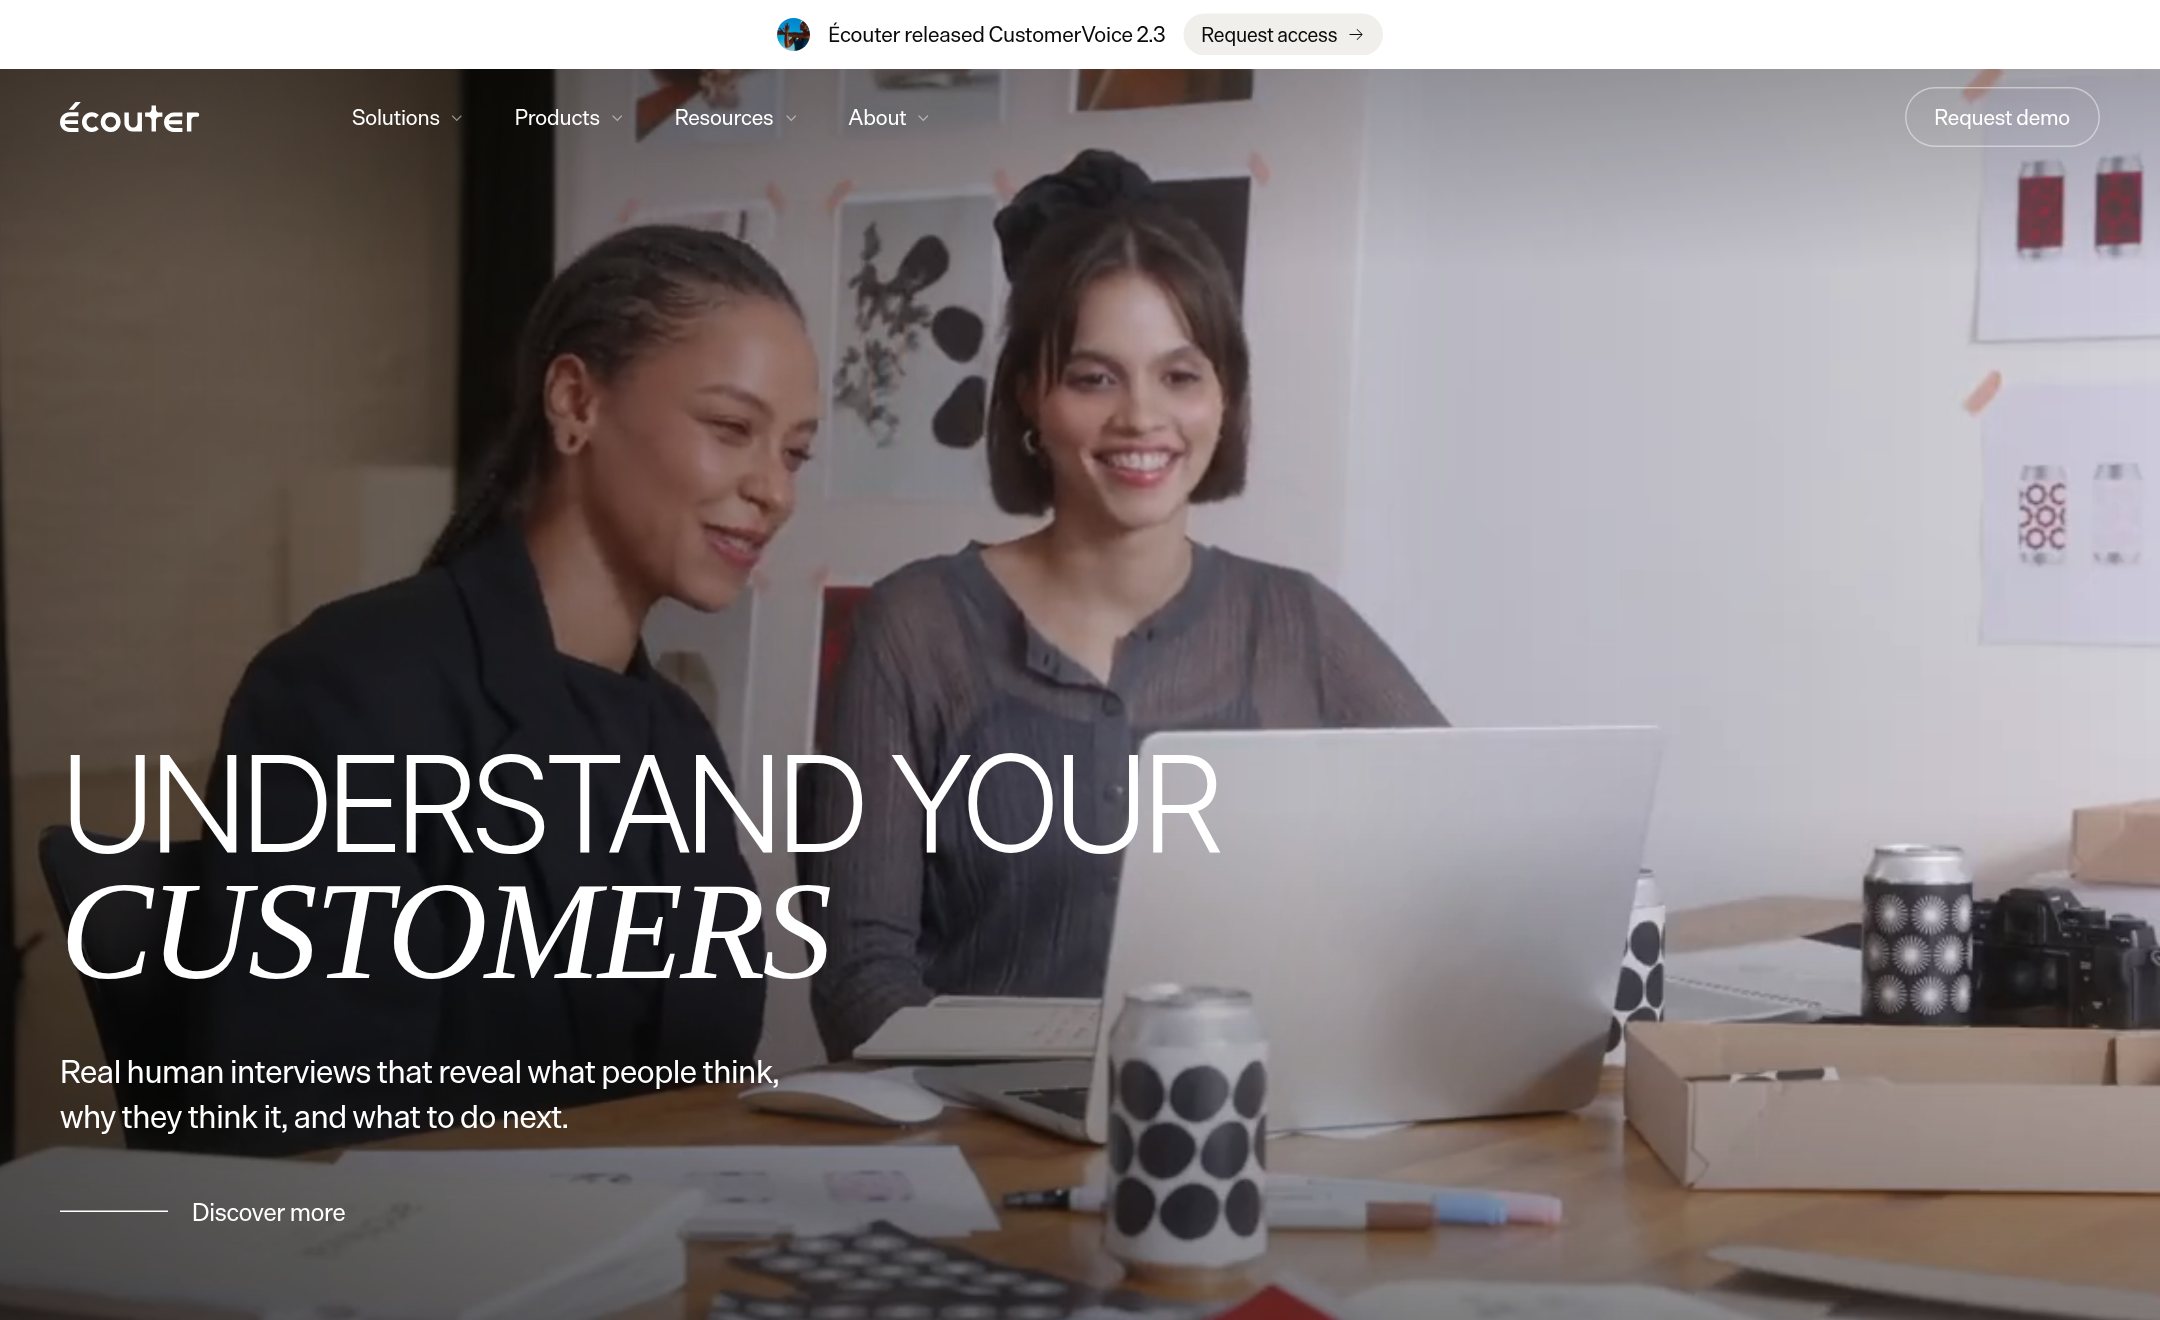 Écouter released CustomerVoice 2.3
Request access
écouter
Solutions
Products
Resources
About
Request demo
UNDERSTAND YOUR
CUSTOMERS
Real human interviews that reveal what people think,
why they think it, and what to do next.
Discover more